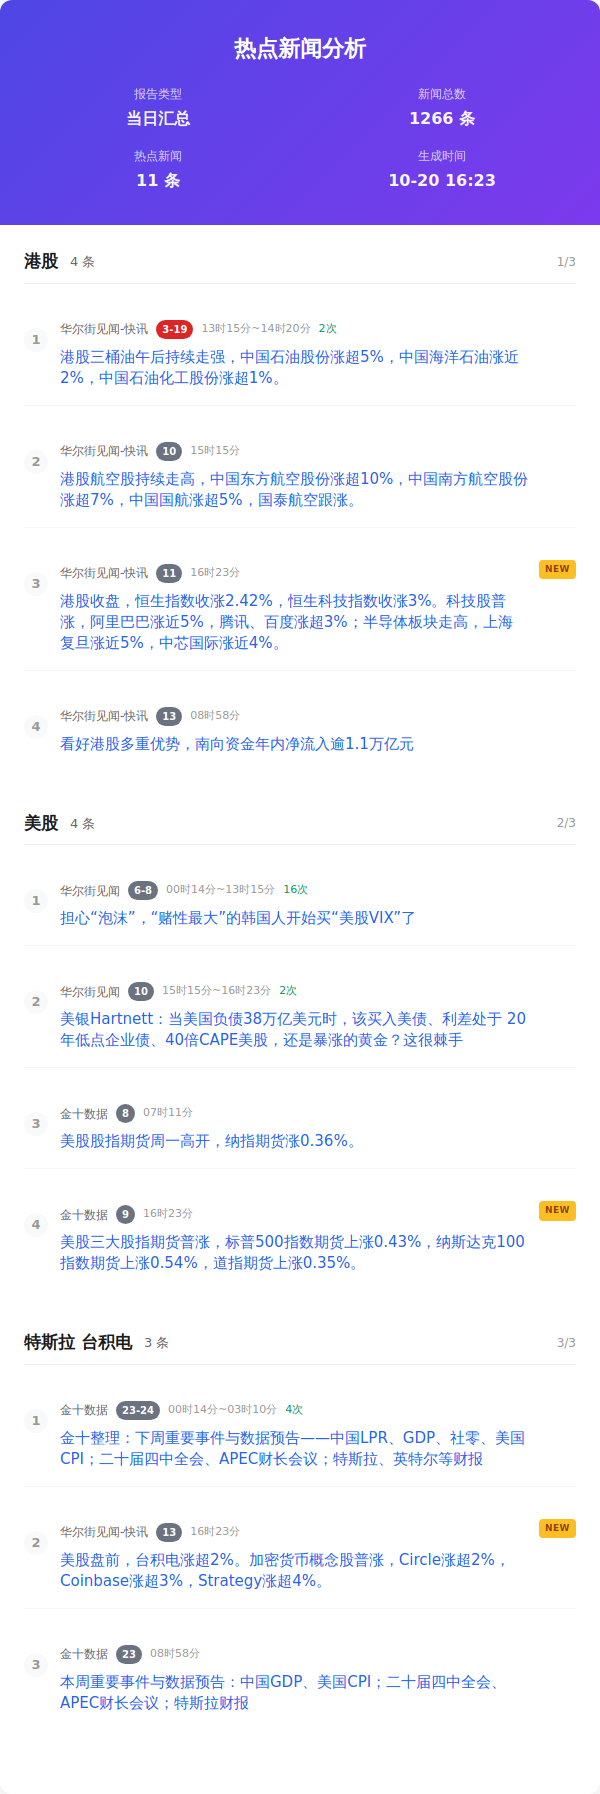 热点新闻分析
报告类型
当日汇总
新闻总数
1266 条
热点新闻
11 条
生成时间
10-20 16:23
港股 4 条 1/3
1
华尔街见闻-快讯 3-19 13时15分~14时20分 2次
港股三桶油午后持续走强，中国石油股份涨超5%，中国海洋石油涨近
2%，中国石油化工股份涨超1%。
2
华尔街见闻-快讯 10 15时15分
港股航空股持续走高，中国东方航空股份涨超10%，中国南方航空股份
涨超7%，中国国航涨超5%，国泰航空跟涨。
3
华尔街见闻-快讯 11 16时23分
NEW
港股收盘，恒生指数收涨2.42%，恒生科技指数收涨3%。科技股普
涨，阿里巴巴涨近5%，腾讯、百度涨超3%；半导体板块走高，上海
复旦涨近5%，中芯国际涨近4%。
4
华尔街见闻-快讯 13 08时58分
看好港股多重优势，南向资金年内净流入逾1.1万亿元
美股 4 条 2/3
1
华尔街见闻 6-8 00时14分~13时15分 16次
担心“泡沫”，“赌性最大”的韩国人开始买“美股VIX”了
2
华尔街见闻 10 15时15分~16时23分 2次
美银Hartnett：当美国负债38万亿美元时，该买入美债、利差处于 20
年低点企业债、40倍CAPE美股，还是暴涨的黄金？这很棘手
3
金十数据 8 07时11分
美股股指期货周一高开，纳指期货涨0.36%。
4
金十数据 9 16时23分
NEW
美股三大股指期货普涨，标普500指数期货上涨0.43%，纳斯达克100
指数期货上涨0.54%，道指期货上涨0.35%。
特斯拉 台积电 3 条 3/3
1
金十数据 23-24 00时14分~03时10分 4次
金十整理：下周重要事件与数据预告——中国LPR、GDP、社零、美国
CPI；二十届四中全会、APEC财长会议；特斯拉、英特尔等财报
2
华尔街见闻-快讯 13 16时23分
NEW
美股盘前，台积电涨超2%。加密货币概念股普涨，Circle涨超2%，
Coinbase涨超3%，Strategy涨超4%。
3
金十数据 23 08时58分
本周重要事件与数据预告：中国GDP、美国CPI；二十届四中全会、
APEC财长会议；特斯拉财报